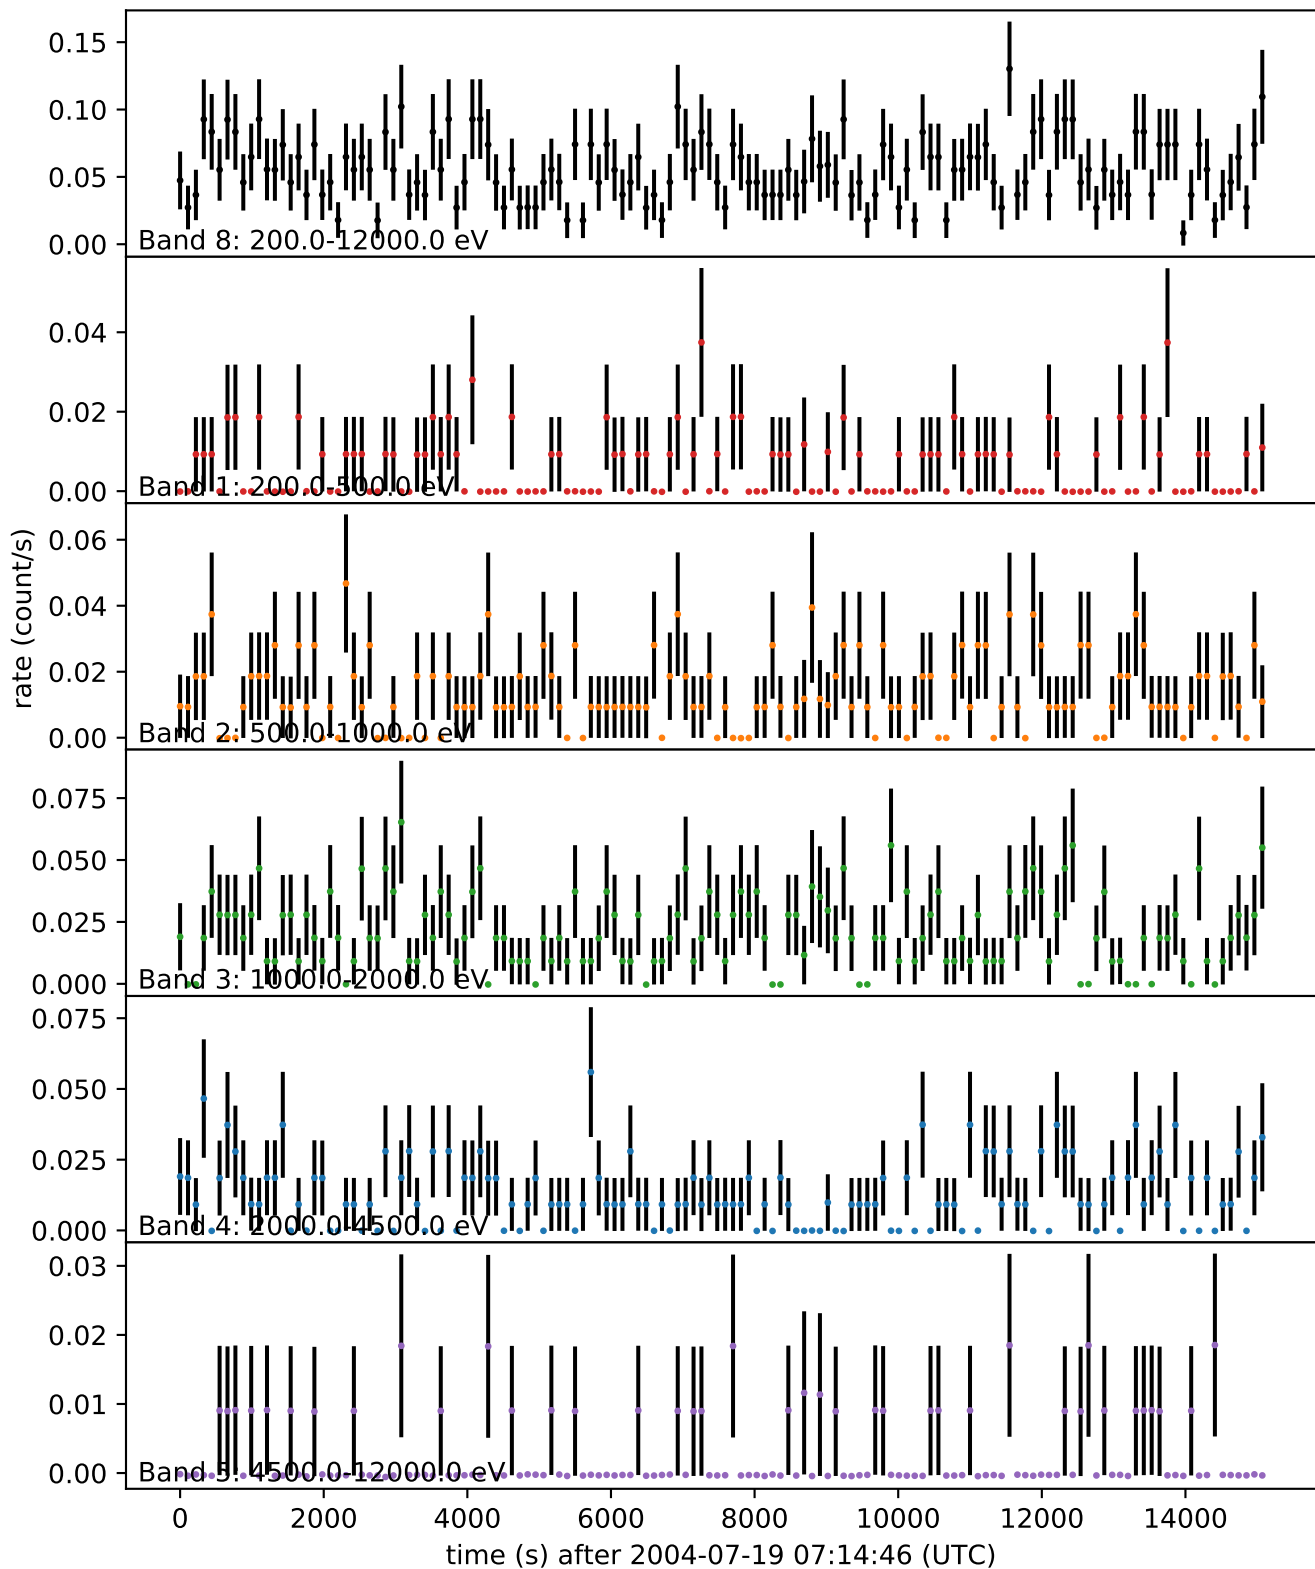 0.15
0.10
0.05
0.00
Band 8: 200.0-12000.0 eV
0.04
0.02
0.00
Band 1: 200.0-500.0 eV
rate (count/s)
0.06
0.04
0.02
0.00
Band 2: 500.0-1000.0 eV
0.075
0.050
0.025
0.000
Band 3: 1000.0-2000.0 eV
0.075
0.050
0.025
0.000
Band 4: 2000.0-4500.0 eV
0.03
0.02
0.01
0.00
Band 5: 4500.0-12000.0 eV
0 2000 4000 6000 8000 10000 12000 14000
time (s) after 2004-07-19 07:14:46 (UTC)